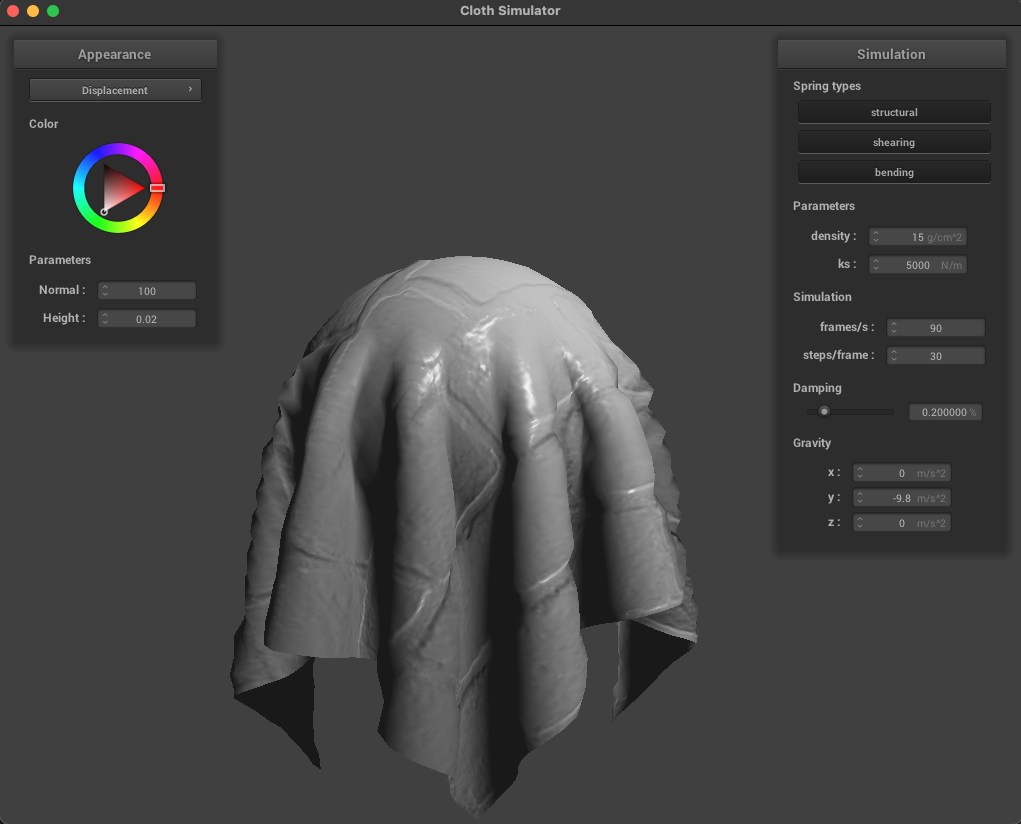 Cloth Simulator
Appearance
Displacement
Color
Parameters
Normal : 100
Height : 0.02
Simulation
Spring types
structural
shearing
bending
Parameters
density : 15 g/cm^2
ks : 5000 N/m
Simulation
frames/s : 90
steps/frame : 30
Damping
0.200000 %
Gravity
x : 0 m/s^2
y : -9.8 m/s^2
z : 0 m/s^2